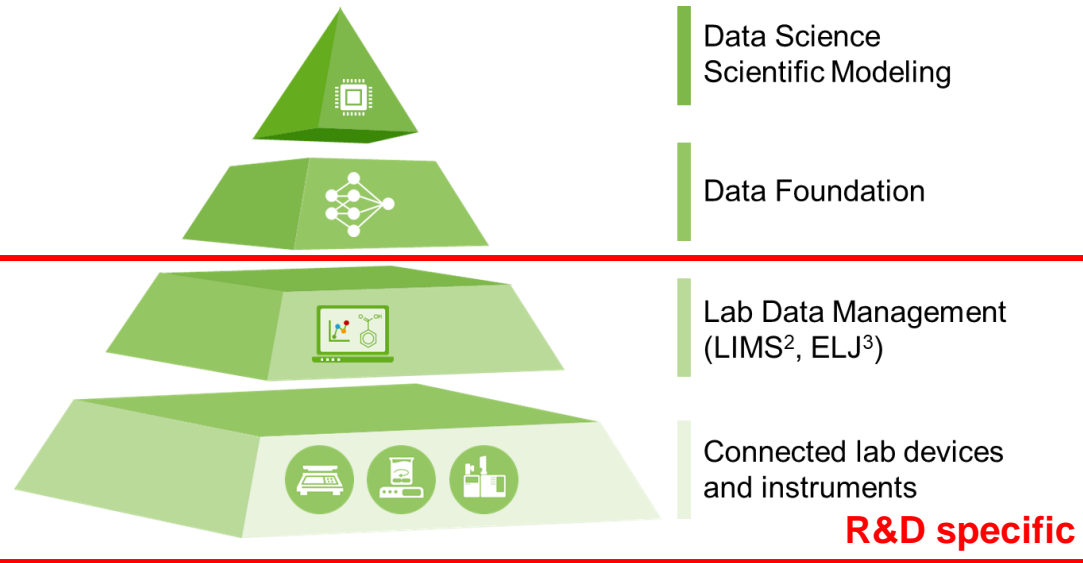 Data Science
Scientific Modeling
Data Foundation
Lab Data Management
(LIMS², ELJ³)
Connected lab devices
and instruments
R&D specific